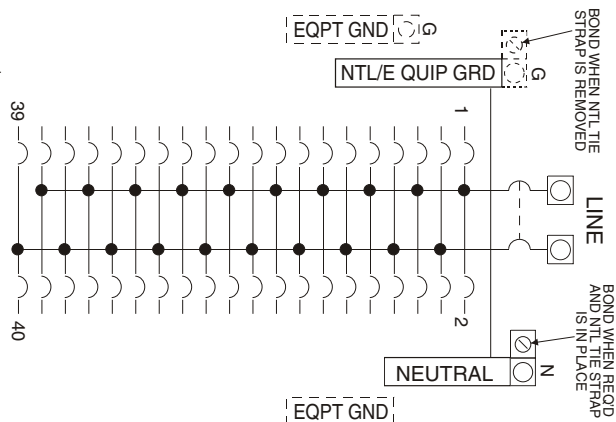 EQPT GND
G
NTL/E QUIP GRD
G
BOND WHEN NTL TIE
STRAP IS REMOVED
39
1
LINE
40
2
BOND WHEN REQ'D
AND NTL TIE STRAP
IS IN PLACE
NEUTRAL
N
EQPT GND